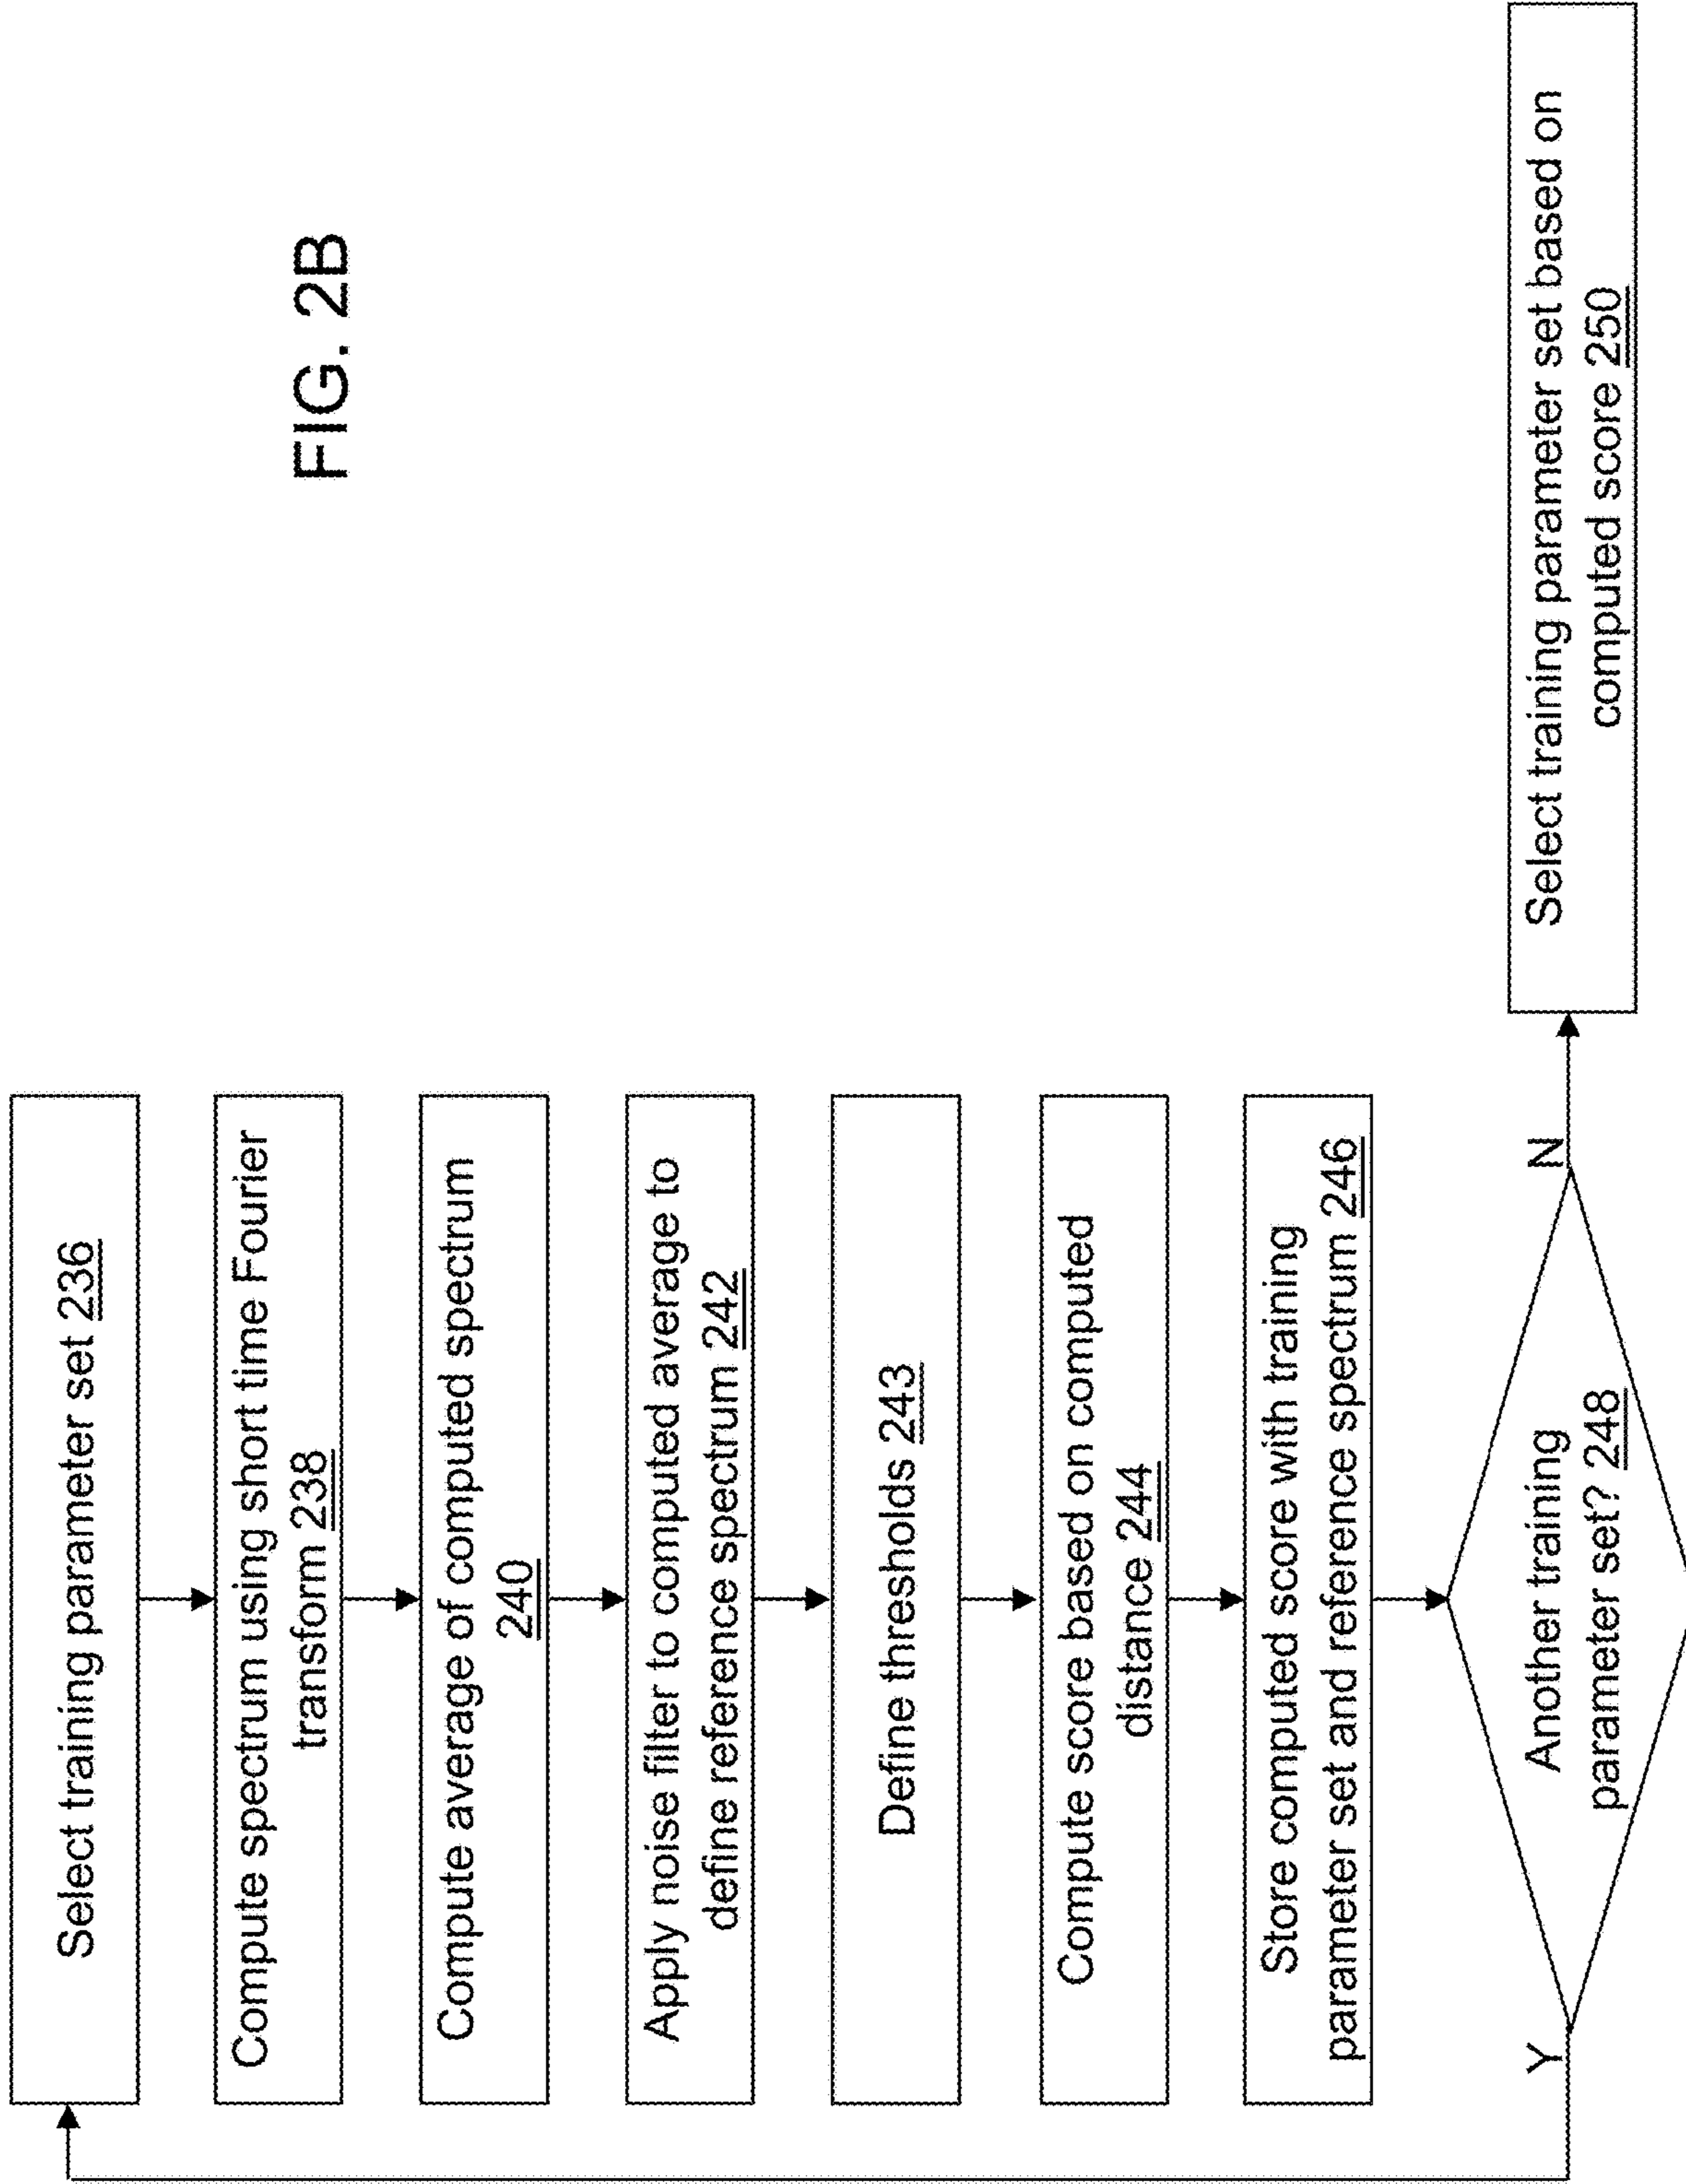 Select training parameter set 236
Compute spectrum using short time Fourier
transform 238
Compute average of computed spectrum
240
Apply noise filter to computed average to
define reference spectrum 242
Define thresholds 243
Compute score based on computed
distance 244
Store computed score with training
parameter set and reference spectrum 246
Another training
parameter set? 248
Y
N
Select training parameter set based on
computed score 250
FIG. 2B